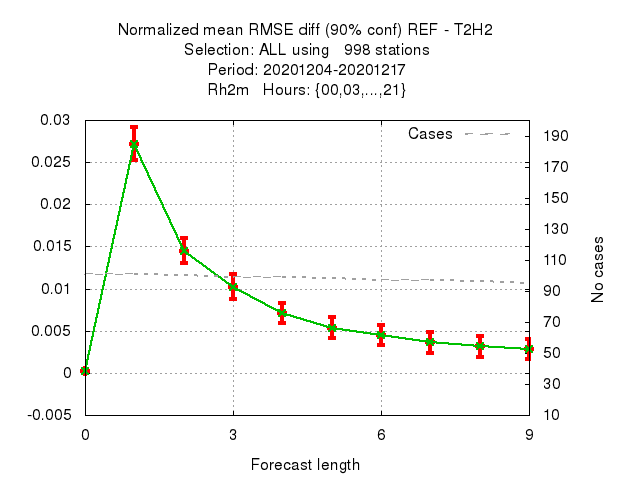 Normalized mean RMSE diff (90% conf) REF - T2H2
Selection: ALL using   998 stations
Period: 20201204-20201217
Rh2m   Hours: {00,03,...,21}
Cases
0.03
0.025
0.02
0.015
0.01
0.005
0
-0.005
190
170
150
130
110
90
70
50
30
10
No cases
0 3 6 9
Forecast length